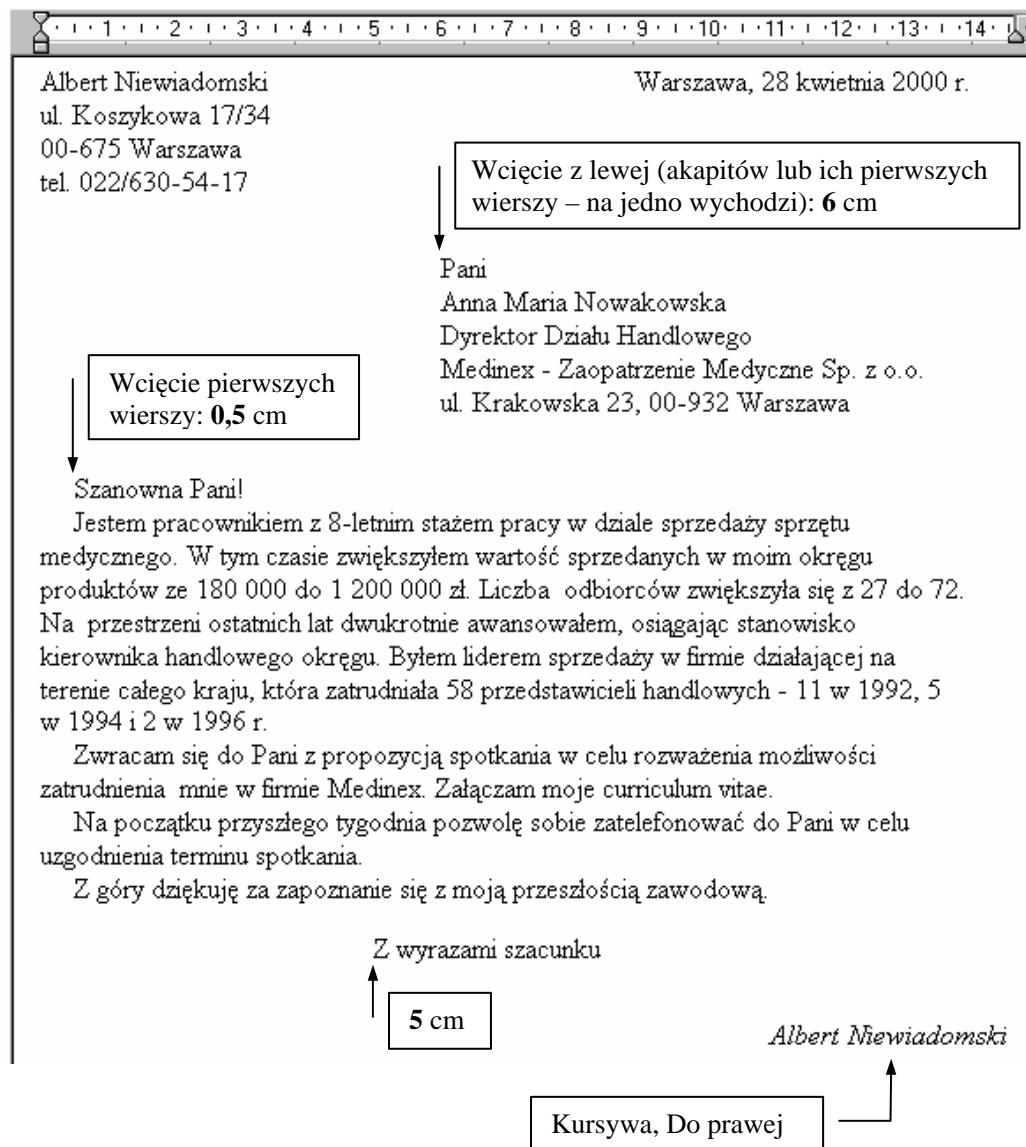 1 2 3 4 5 6 7 8 9 10 11 12 13 14
Albert Niewiadomski Warszawa, 28 kwietnia 2000 r.
ul. Koszykowa 17/34
00-675 Warszawa
tel. 022/630-54-17
Wcięcie z lewej (akapitów lub ich pierwszych
wierszy – na jedno wychodzi): 6 cm
Pani
Anna Maria Nowakowska
Dyrektor Działu Handlowego
Medinex - Zaopatrzenie Medyczne Sp. z o.o.
ul. Krakowska 23, 00-932 Warszawa
Wcięcie pierwszych
wierszy: 0,5 cm
Szanowna Pani!
Jestem pracownikiem z 8-letnim stażem pracy w dziale sprzedaży sprzętu
medycznego. W tym czasie zwiększyłem wartość sprzedanych w moim okręgu
produktów ze 180 000 do 1 200 000 zł. Liczba  odbiorców zwiększyła się z 27 do 72.
Na  przestrzeni ostatnich lat dwukrotnie awansowałem, osiągając stanowisko
kierownika handlowego okręgu. Byłem liderem sprzedaży w firmie działającej na
terenie całego kraju, która zatrudniała 58 przedstawicieli handlowych - 11 w 1992, 5
w 1994 i 2 w 1996 r.
Zwracam się do Pani z propozycją spotkania w celu rozważenia możliwości
zatrudnienia  mnie w firmie Medinex. Załączam moje curriculum vitae.
Na początku przyszłego tygodnia pozwolę sobie zatelefonować do Pani w celu
uzgodnienia terminu spotkania.
Z góry dziękuję za zapoznanie się z moją przeszłością zawodową.
Z wyrazami szacunku
5 cm
Albert Niewiadomski
Kursywa, Do prawej